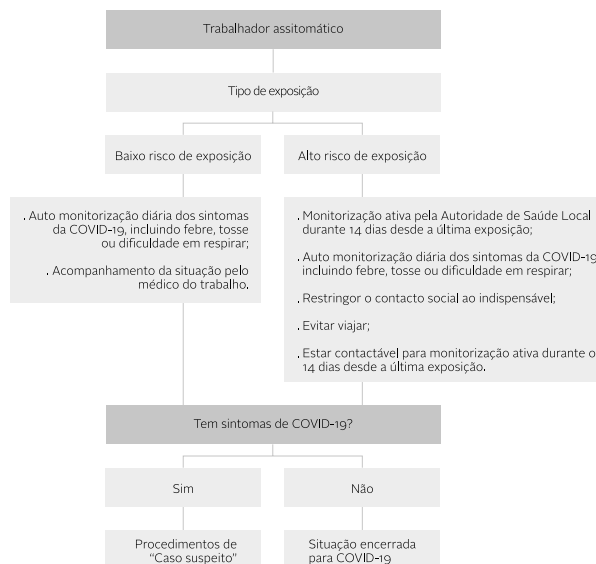 Trabalhador assitomático
Tipo de exposição
Baixo risco de exposição
Alto risco de exposição
. Auto monitorização diária dos sintomas
da COVID-19, incluindo febre, tosse
ou dificuldade em respirar;
. Acompanhamento da situação pelo
médico do trabalho.
. Monitorização ativa pela Autoridade de Saúde Local
durante 14 dias desde a última exposição;
. Auto monitorização diária dos sintomas da COVID-19
incluindo febre, tosse ou dificuldade em respirar;
. Restringor o contacto social ao indispensável;
. Evitar viajar;
. Estar contactável para monitorização ativa durante o
14 dias desde a última exposição.
Tem sintomas de COVID-19?
Sim
Não
Procedimentos de
“Caso suspeito”
Situação encerrada
para COVID-19